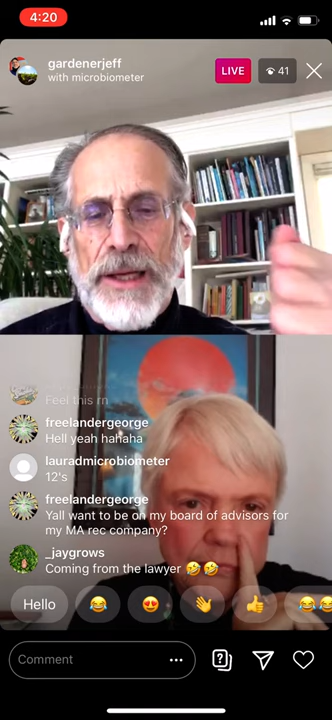 4:20
gardenerjeff
with microbiometer
LIVE
41
Feel this rn
freelandergeorge
Hell yeah hahaha
lauradmicrobiometer
12's
freelandergeorge
Yall want to be on my board of advisors for
my MA rec company?
_jaygrows
Coming from the lawyer 🤣🤣
Hello
Comment